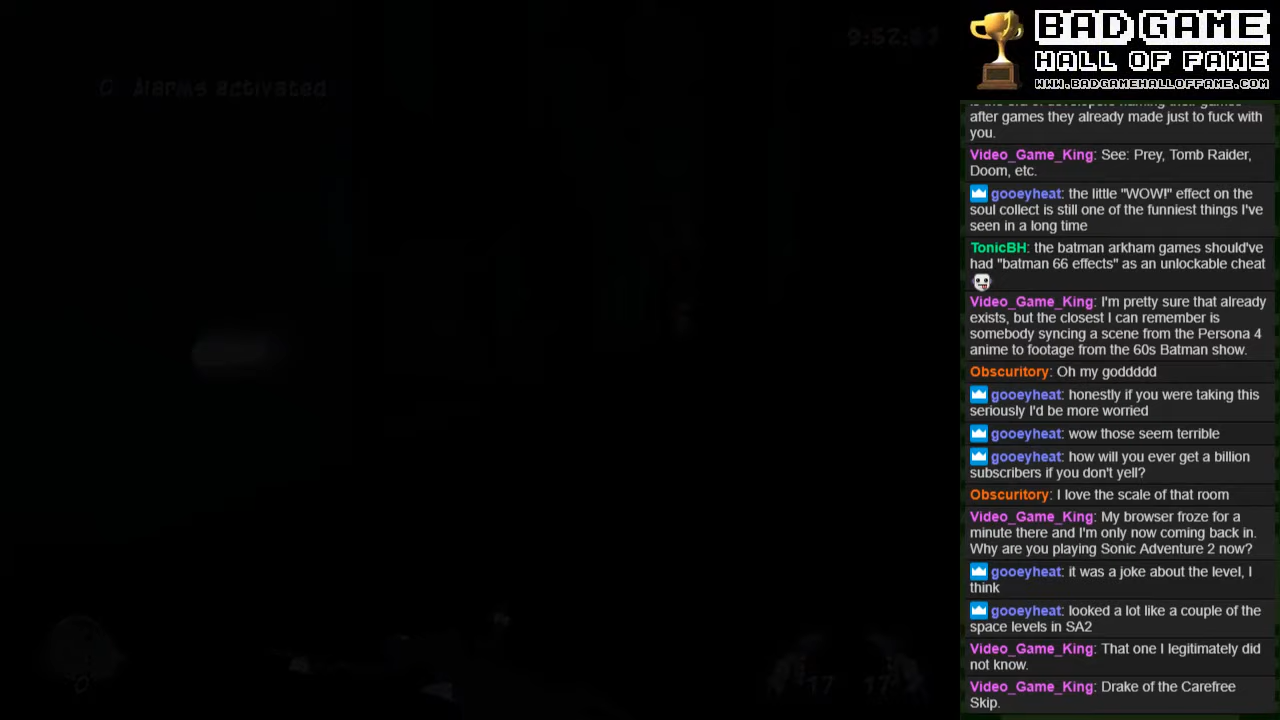 0 Alarms activated
BAD GAME
HALL OF FAME
WWW.BADGAMEHALLOFFAME.COM
after games they already made just to fuck with
you.
Video_Game_King: See: Prey, Tomb Raider,
Doom, etc.
gooeyheat: the little "WOW!" effect on the
soul collect is still one of the funniest things I've
seen in a long time
TonicBH: the batman arkham games should've
had "batman 66 effects" as an unlockable cheat
Video_Game_King: I'm pretty sure that already
exists, but the closest I can remember is
somebody syncing a scene from the Persona 4
anime to footage from the 60s Batman show.
Obscuritory: Oh my goddddd
gooeyheat: honestly if you were taking this
seriously I'd be more worried
gooeyheat: wow those seem terrible
gooeyheat: how will you ever get a billion
subscribers if you don't yell?
Obscuritory: I love the scale of that room
Video_Game_King: My browser froze for a
minute there and I'm only now coming back in.
Why are you playing Sonic Adventure 2 now?
gooeyheat: it was a joke about the level, I
think
gooeyheat: looked a lot like a couple of the
space levels in SA2
Video_Game_King: That one I legitimately did
not know.
Video_Game_King: Drake of the Carefree
Skip.
0
17 17